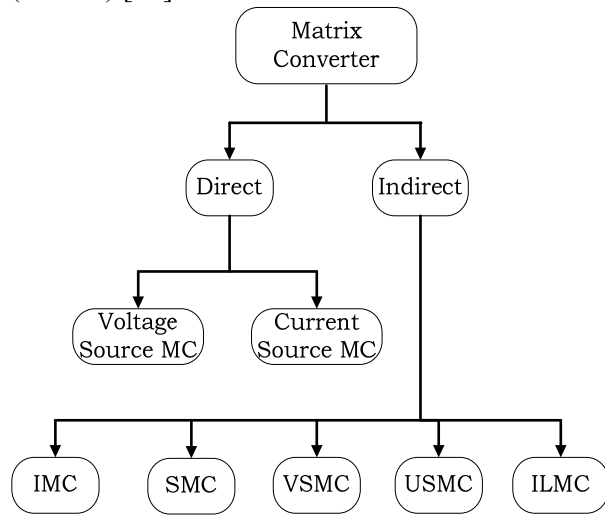 Matrix
Converter
Direct
Indirect
Voltage
Source MC
Current
Source MC
IMC
SMC
VSMC
USMC
ILMC